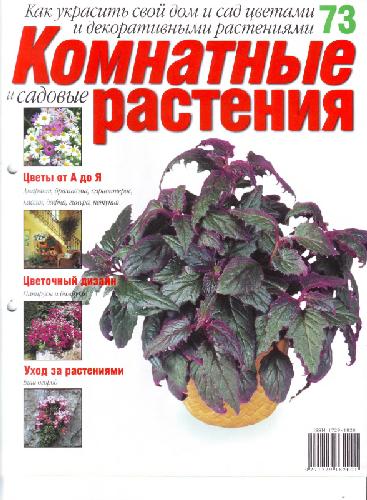 Как украсить свой дом и сад цветами
и декоративными растениями
73
Комнатные
и садовые растения
Цветы от А до Я
Цветочный дизайн
Уход за растениями